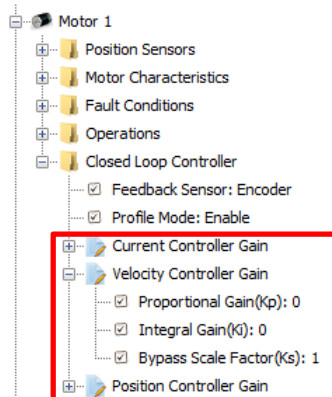 Motor 1
Position Sensors
Motor Characteristics
Fault Conditions
Operations
Closed Loop Controller
Feedback Sensor: Encoder
Profile Mode: Enable
Current Controller Gain
Velocity Controller Gain
Proportional Gain(Kp): 0
Integral Gain(Ki): 0
Bypass Scale Factor(Ks): 1
Position Controller Gain